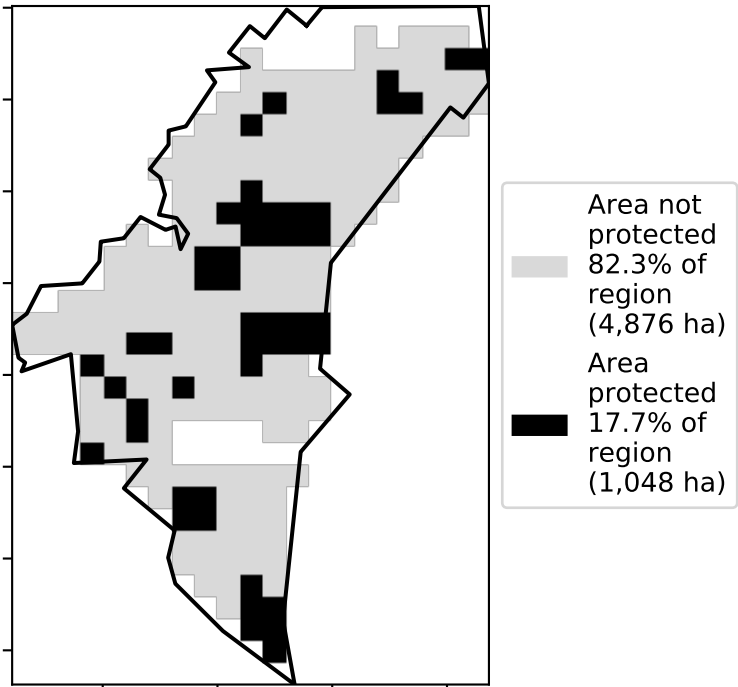 Area not
protected
82.3% of
region
(4,876 ha)
Area
protected
17.7% of
region
(1,048 ha)